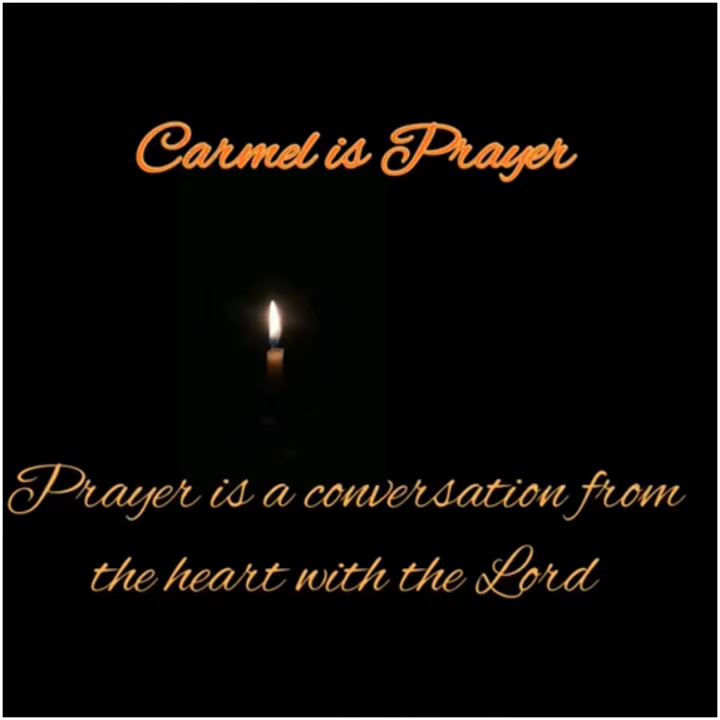 Carmel is Prayer
Prayer is a conversation from
the heart with the Lord